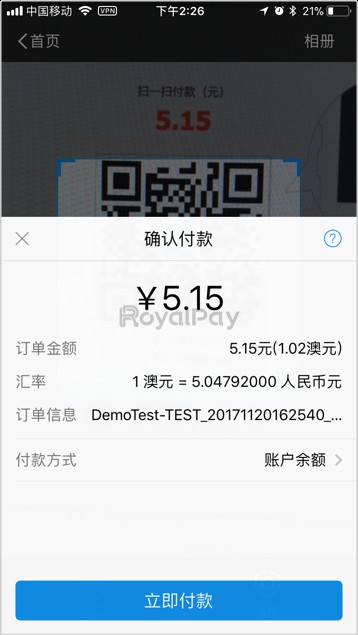 中国移动 VPN 下午2:26 21%
首页 相册
扫一扫付款（元）
5.15
确认付款
¥5.15
RoyalPay
订单金额 5.15元(1.02澳元)
汇率 1 澳元 = 5.04792000 人民币元
订单信息 DemoTest-TEST_20171120162540_...
付款方式 账户余额
立即付款